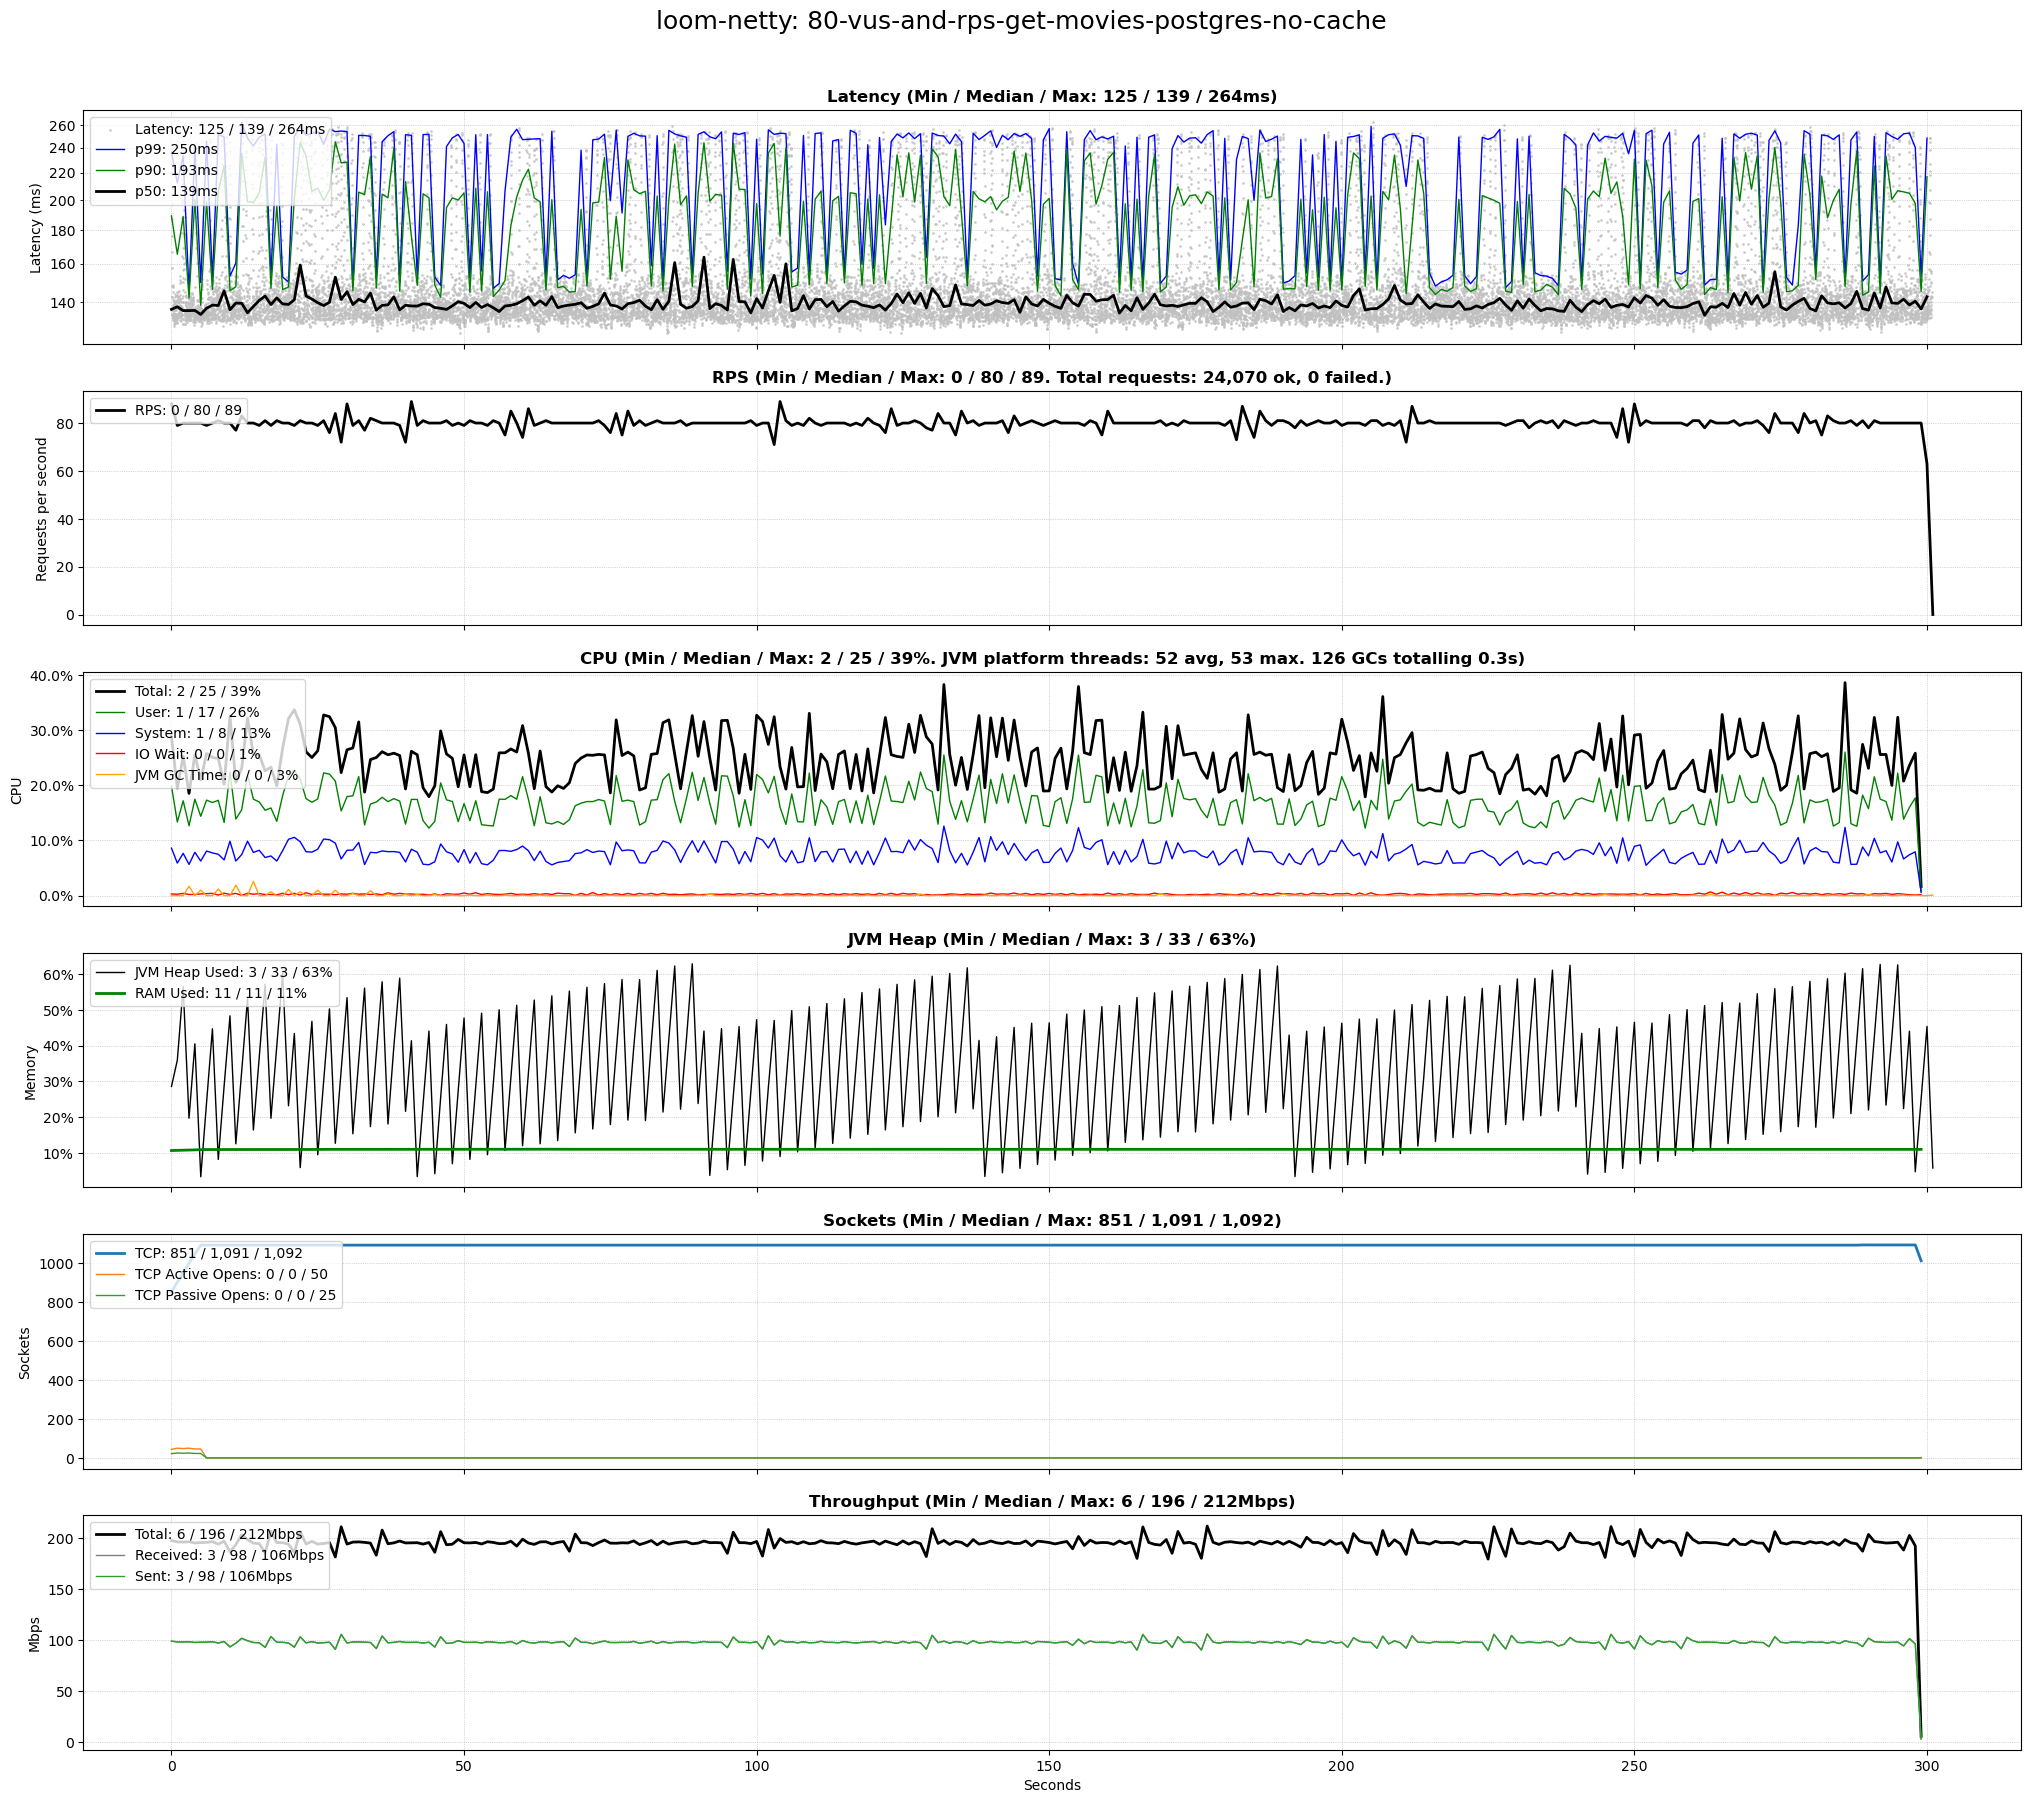 loom-netty: 80-vus-and-rps-get-movies-postgres-no-cache
Latency (Min / Median / Max: 125 / 139 / 264ms)
Latency: 125 / 139 / 264ms
p99: 250ms
p90: 193ms
p50: 139ms
260
240
220
200
180
160
140
Latency (ms)
RPS (Min / Median / Max: 0 / 80 / 89. Total requests: 24,070 ok, 0 failed.)
RPS: 0 / 80 / 89
80
60
40
20
0
Requests per second
CPU (Min / Median / Max: 2 / 25 / 39%. JVM platform threads: 52 avg, 53 max. 126 GCs totalling 0.3s)
Total: 2 / 25 / 39%
User: 1 / 17 / 26%
System: 1 / 8 / 13%
IO Wait: 0 / 0 / 1%
JVM GC Time: 0 / 0 / 3%
40.0%
30.0%
20.0%
10.0%
0.0%
CPU
JVM Heap (Min / Median / Max: 3 / 33 / 63%)
JVM Heap Used: 3 / 33 / 63%
RAM Used: 11 / 11 / 11%
60%
50%
40%
30%
20%
10%
Memory
Sockets (Min / Median / Max: 851 / 1,091 / 1,092)
TCP: 851 / 1,091 / 1,092
TCP Active Opens: 0 / 0 / 50
TCP Passive Opens: 0 / 0 / 25
1000
800
600
400
200
0
Sockets
Throughput (Min / Median / Max: 6 / 196 / 212Mbps)
Total: 6 / 196 / 212Mbps
Received: 3 / 98 / 106Mbps
Sent: 3 / 98 / 106Mbps
200
150
100
50
0
Mbps
0 50 100 150 200 250 300
Seconds